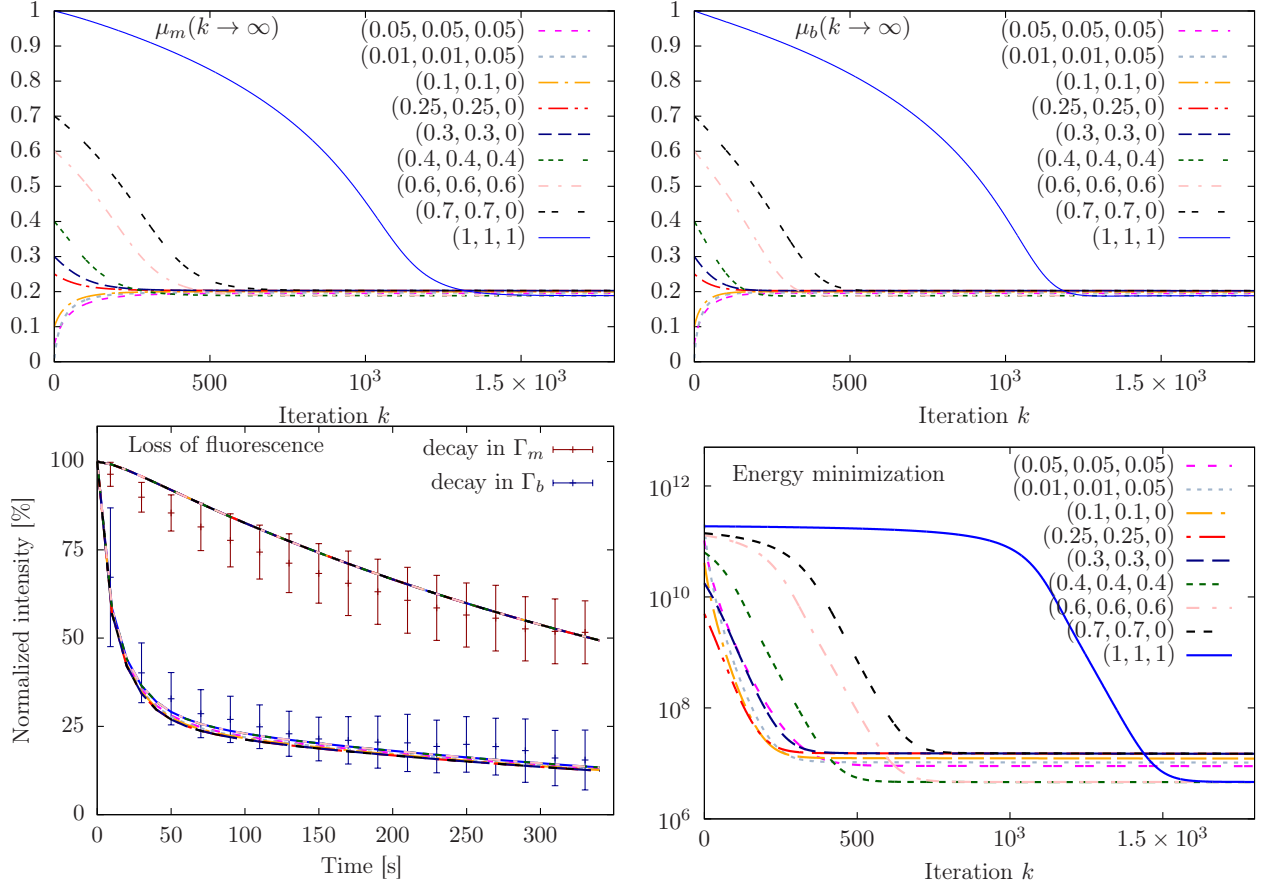 μ_m(k → ∞)
1
0.9
0.8
0.7
0.6
0.5
0.4
0.3
0.2
0.1
0
(0.05, 0.05, 0.05)
(0.01, 0.01, 0.05)
(0.1, 0.1, 0)
(0.25, 0.25, 0)
(0.3, 0.3, 0)
(0.4, 0.4, 0.4)
(0.6, 0.6, 0.6)
(0.7, 0.7, 0)
(1, 1, 1)
0 500 10³ 1.5 × 10³
Iteration k
μ_b(k → ∞)
1
0.9
0.8
0.7
0.6
0.5
0.4
0.3
0.2
0.1
0
(0.05, 0.05, 0.05)
(0.01, 0.01, 0.05)
(0.1, 0.1, 0)
(0.25, 0.25, 0)
(0.3, 0.3, 0)
(0.4, 0.4, 0.4)
(0.6, 0.6, 0.6)
(0.7, 0.7, 0)
(1, 1, 1)
0 500 10³ 1.5 × 10³
Iteration k
Loss of fluorescence
decay in Γ_m
decay in Γ_b
Normalized intensity [%]
100
75
50
25
0
0 50 100 150 200 250 300
Time [s]
Energy minimization
10¹²
10¹⁰
10⁸
10⁶
(0.05, 0.05, 0.05)
(0.01, 0.01, 0.05)
(0.1, 0.1, 0)
(0.25, 0.25, 0)
(0.3, 0.3, 0)
(0.4, 0.4, 0.4)
(0.6, 0.6, 0.6)
(0.7, 0.7, 0)
(1, 1, 1)
0 500 10³ 1.5 × 10³
Iteration k